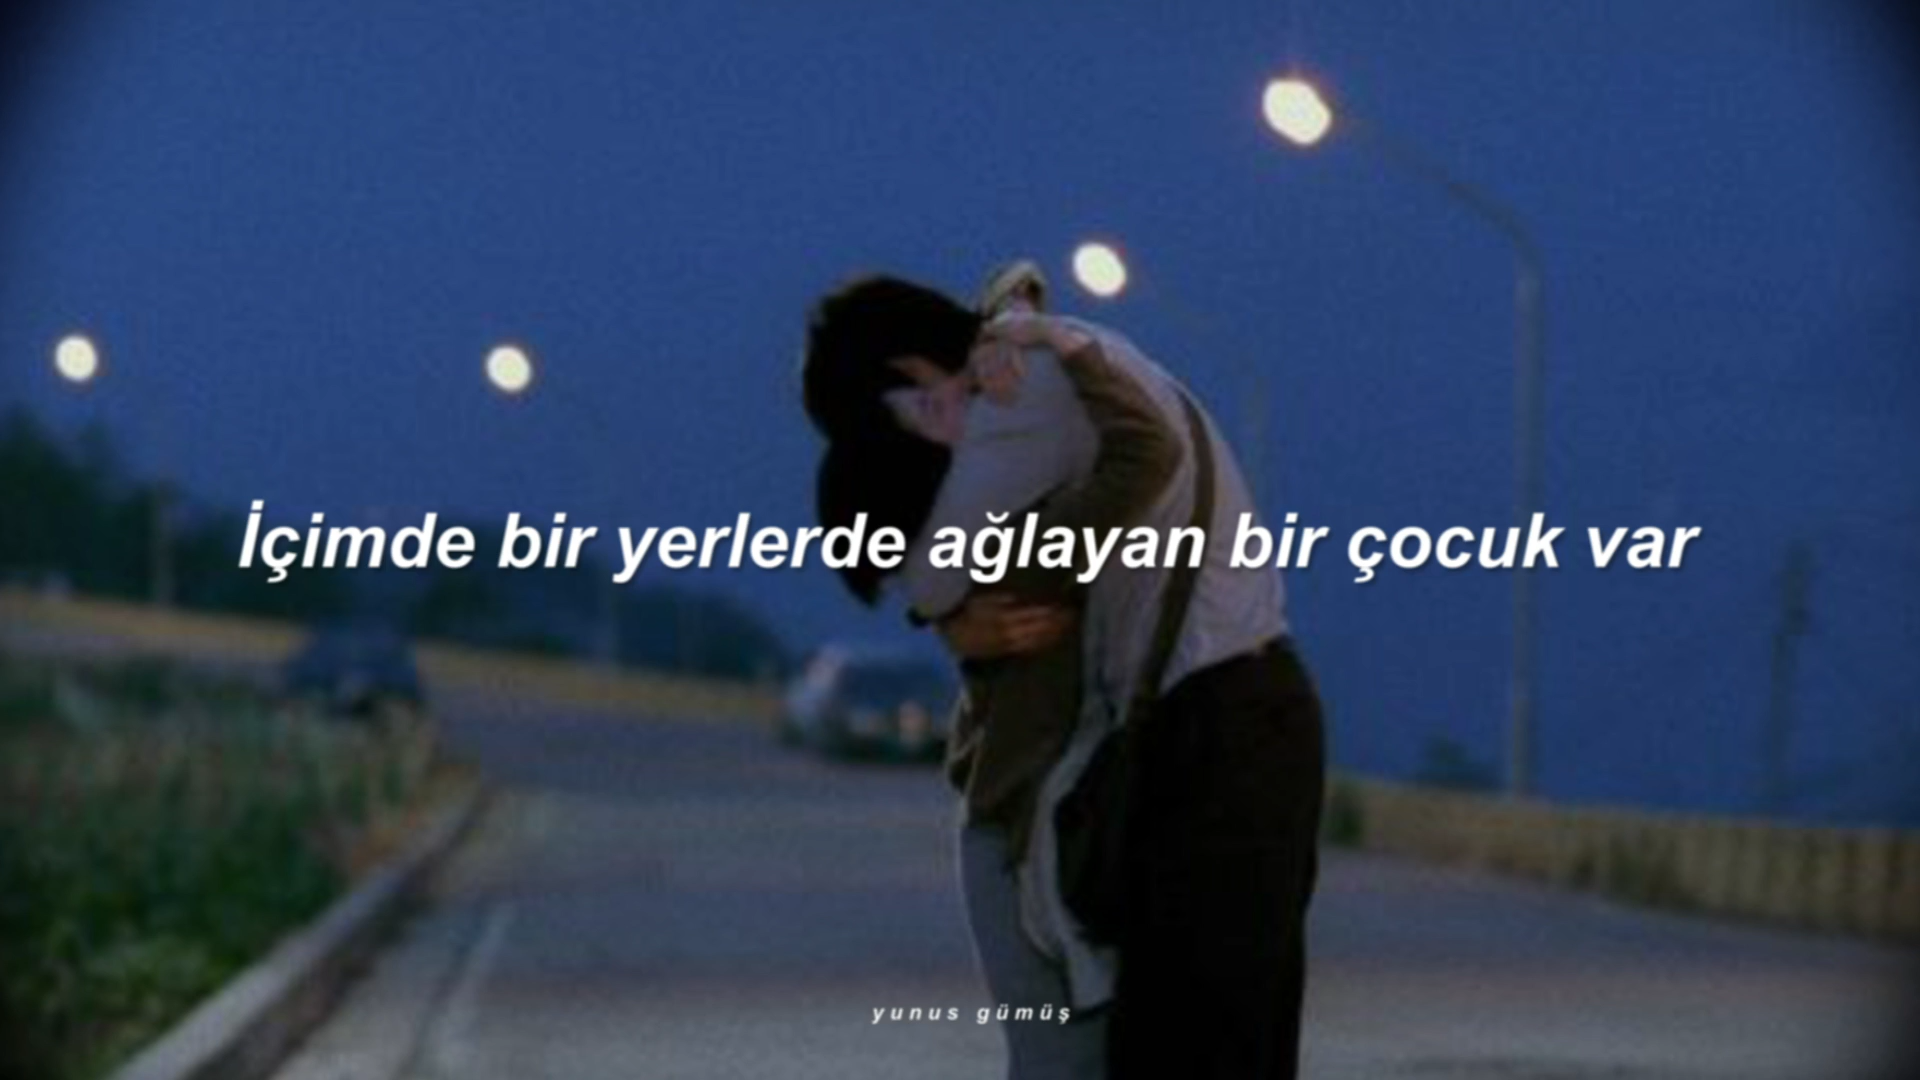 İçimde bir yerlerde ağlayan bir çocuk var
yunus gümüş